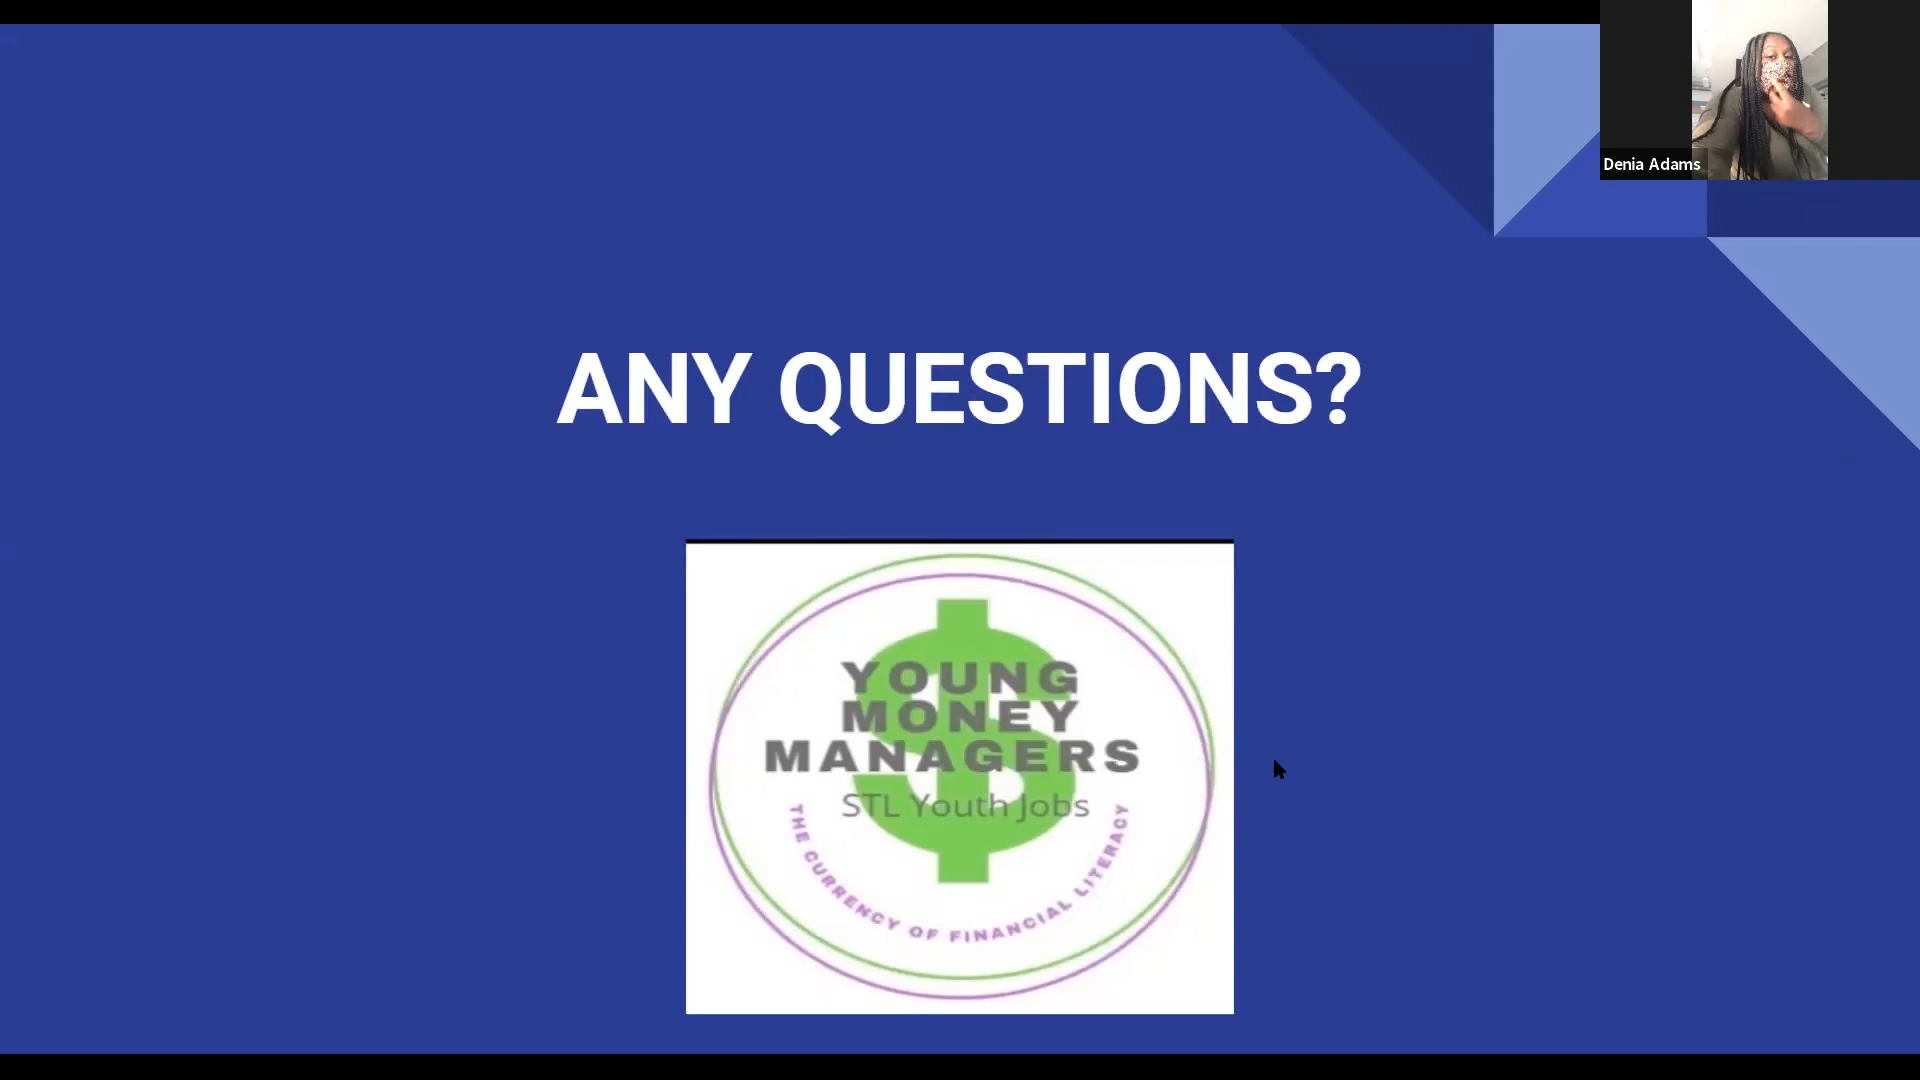 Denia Adams
ANY QUESTIONS?
YOUNG
MONEY
MANAGERS
STL Youth Jobs
THE CURRENCY OF FINANCIAL LITERACY